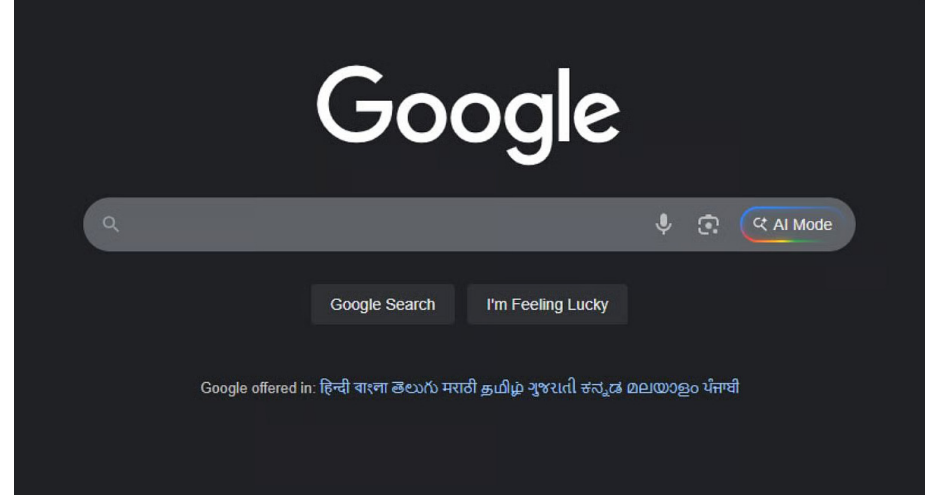 Google
AI Mode
Google Search
I'm Feeling Lucky
Google offered in: हिन्दी বাংলা తెలుగు मराठी தமிழ் ગુજરાતી ಕನ್ನಡ മലയാളം ਪੰਜਾਬੀ